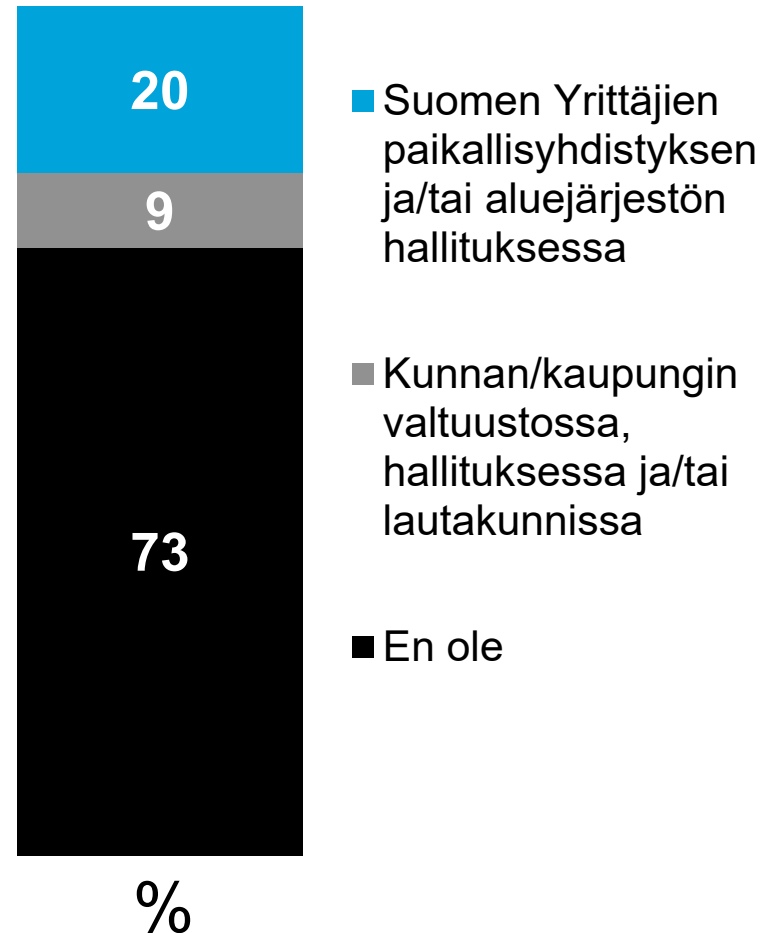 20
9
73
%
Suomen Yrittäjien
paikallisyhdistyksen
ja/tai aluejärjestön
hallituksessa
Kunnan/kaupungin
valtuustossa,
hallituksessa ja/tai
lautakunnissa
En ole